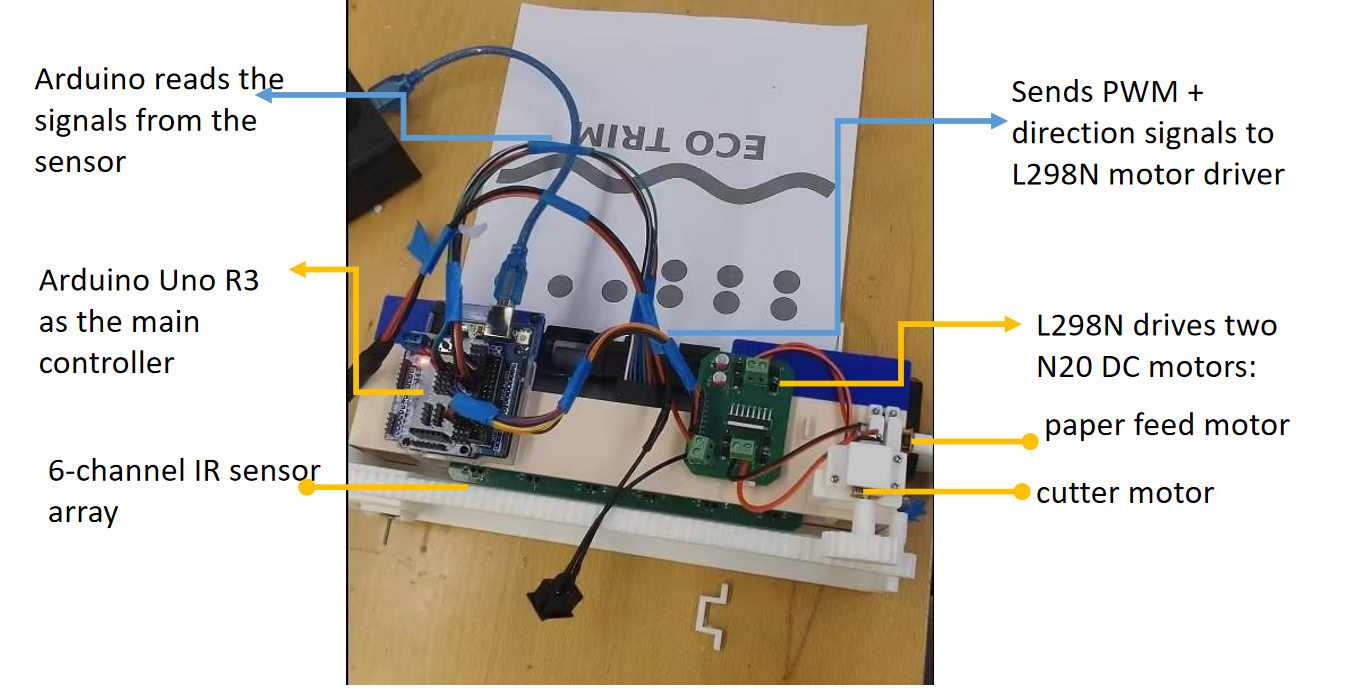 Arduino reads the
signals from the
sensor
Arduino Uno R3
as the main
controller
6-channel IR sensor
array
ECO TRIM
Sends PWM +
direction signals to
L298N motor driver
L298N drives two
N20 DC motors:
paper feed motor
cutter motor